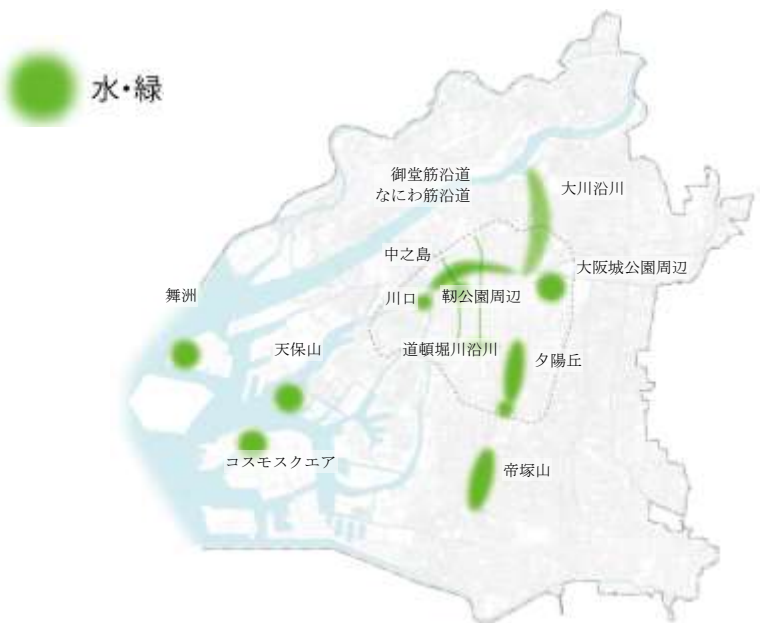 水・緑
御堂筋沿道
なにわ筋沿道
大川沿川
中之島
大阪城公園周辺
舞洲
川口
靭公園周辺
天保山
道頓堀川沿川
夕陽丘
コスモスクエア
帝塚山